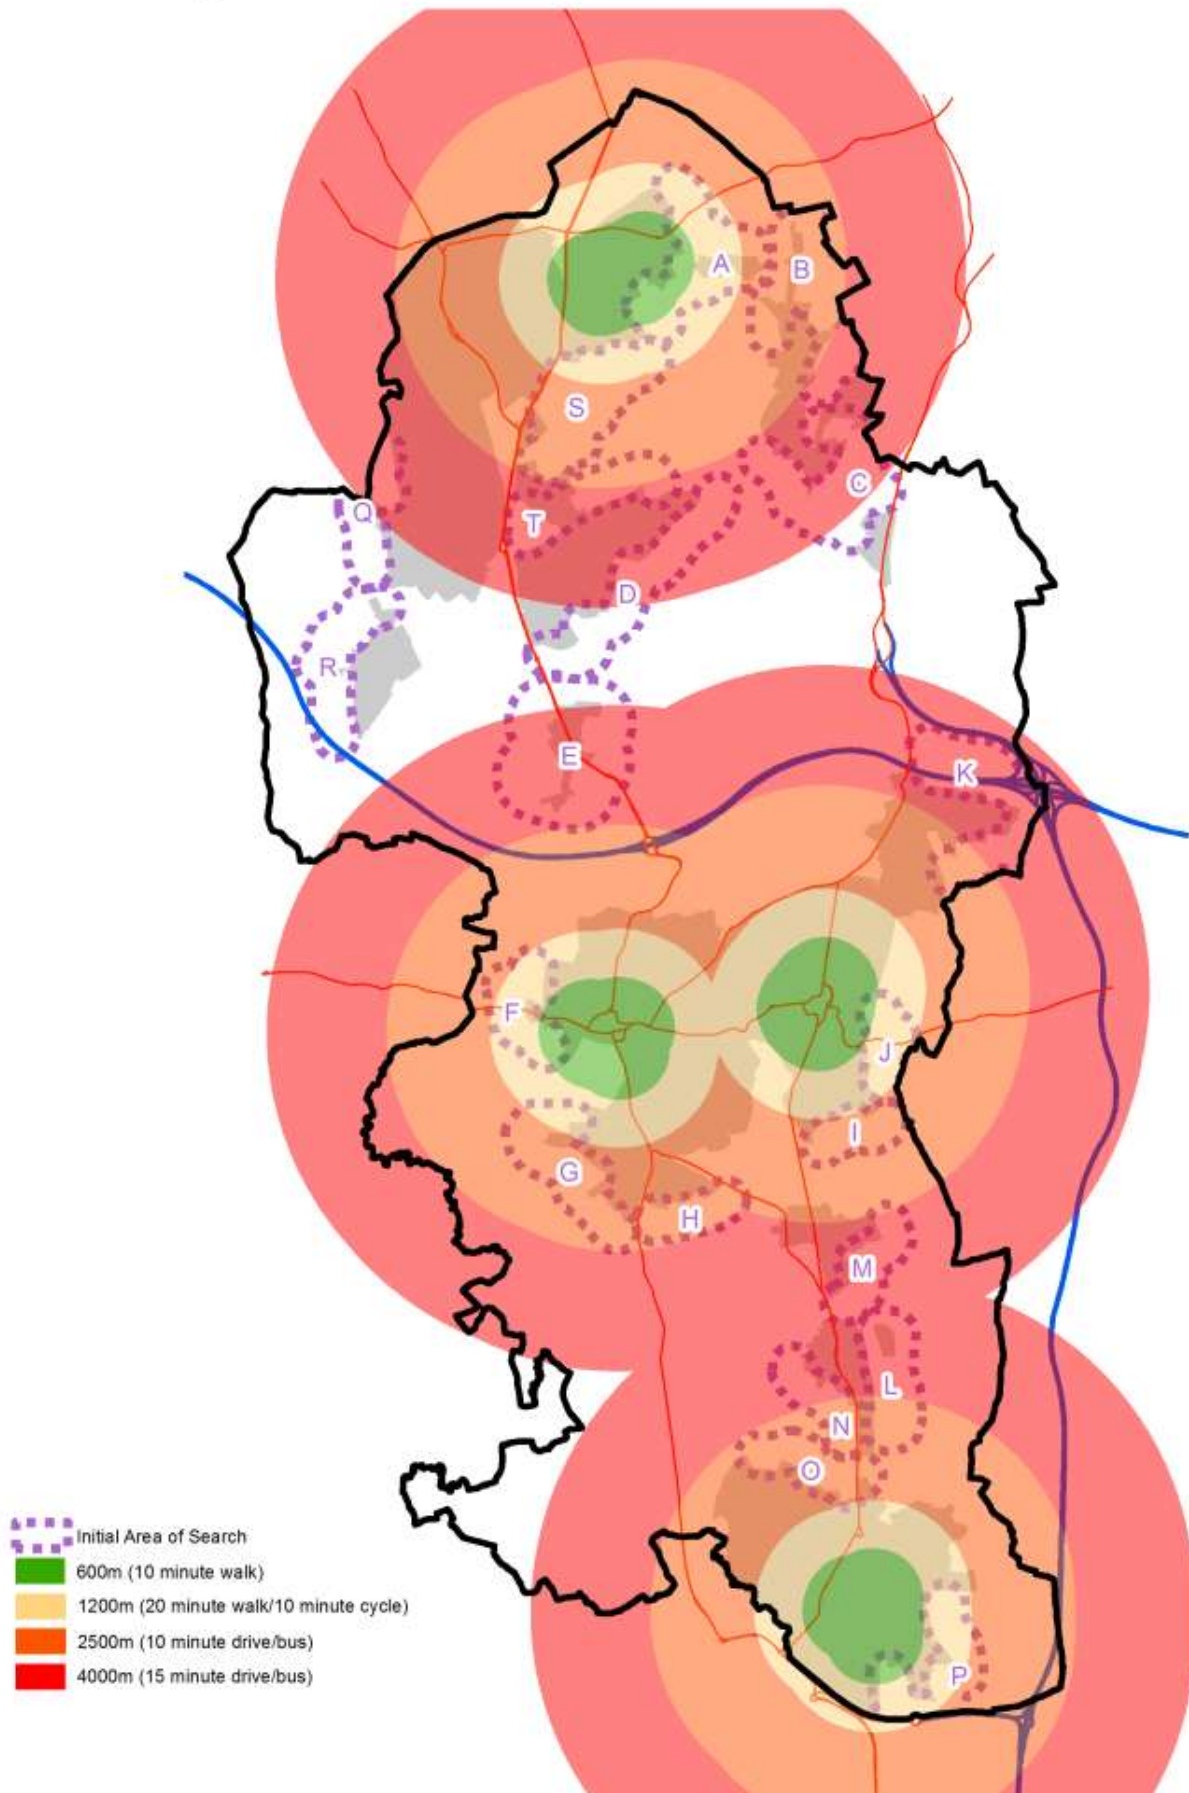 A
B
S
C
Q
T
D
R
E
K
F
J
I
G
H
M
L
N
O
P
Initial Area of Search
600m (10 minute walk)
1200m (20 minute walk/10 minute cycle)
2500m (10 minute drive/bus)
4000m (15 minute drive/bus)